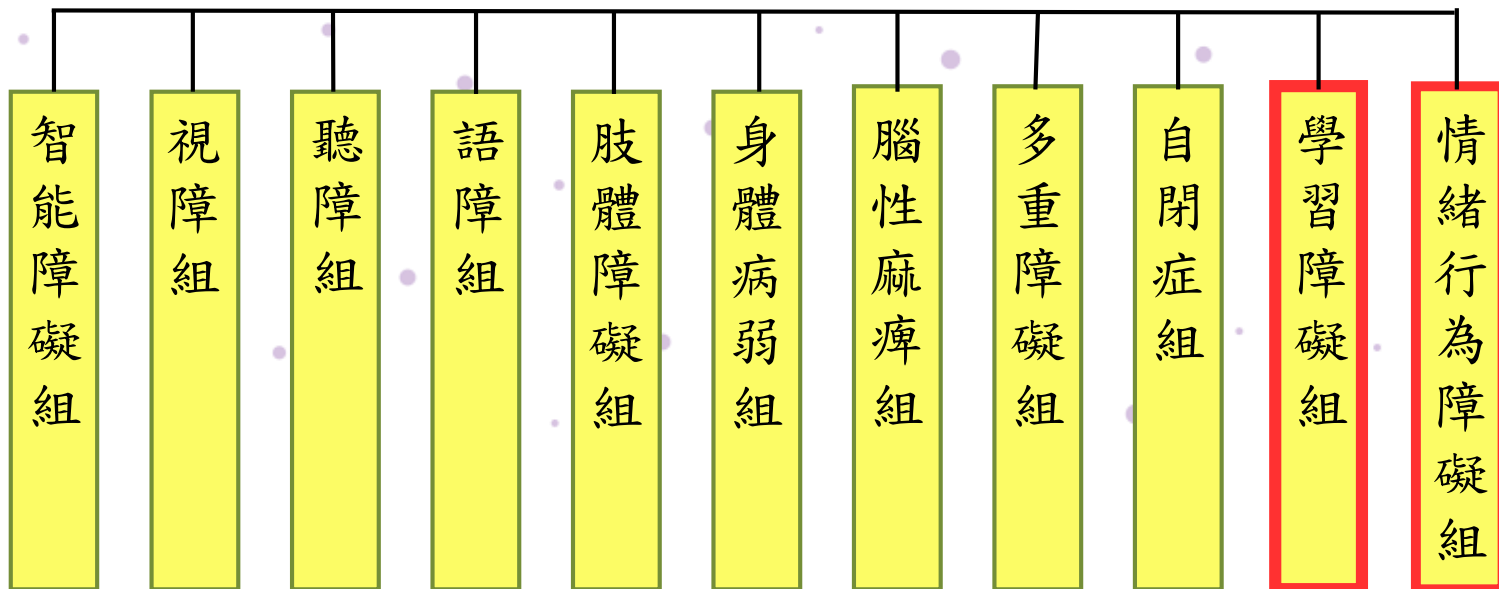 智能障礙組
視障組
聽障組
語障組
肢體障礙組
身體病弱組
腦性麻痺組
多重障礙組
自閉症組
學習障礙組
情緒行為障礙組